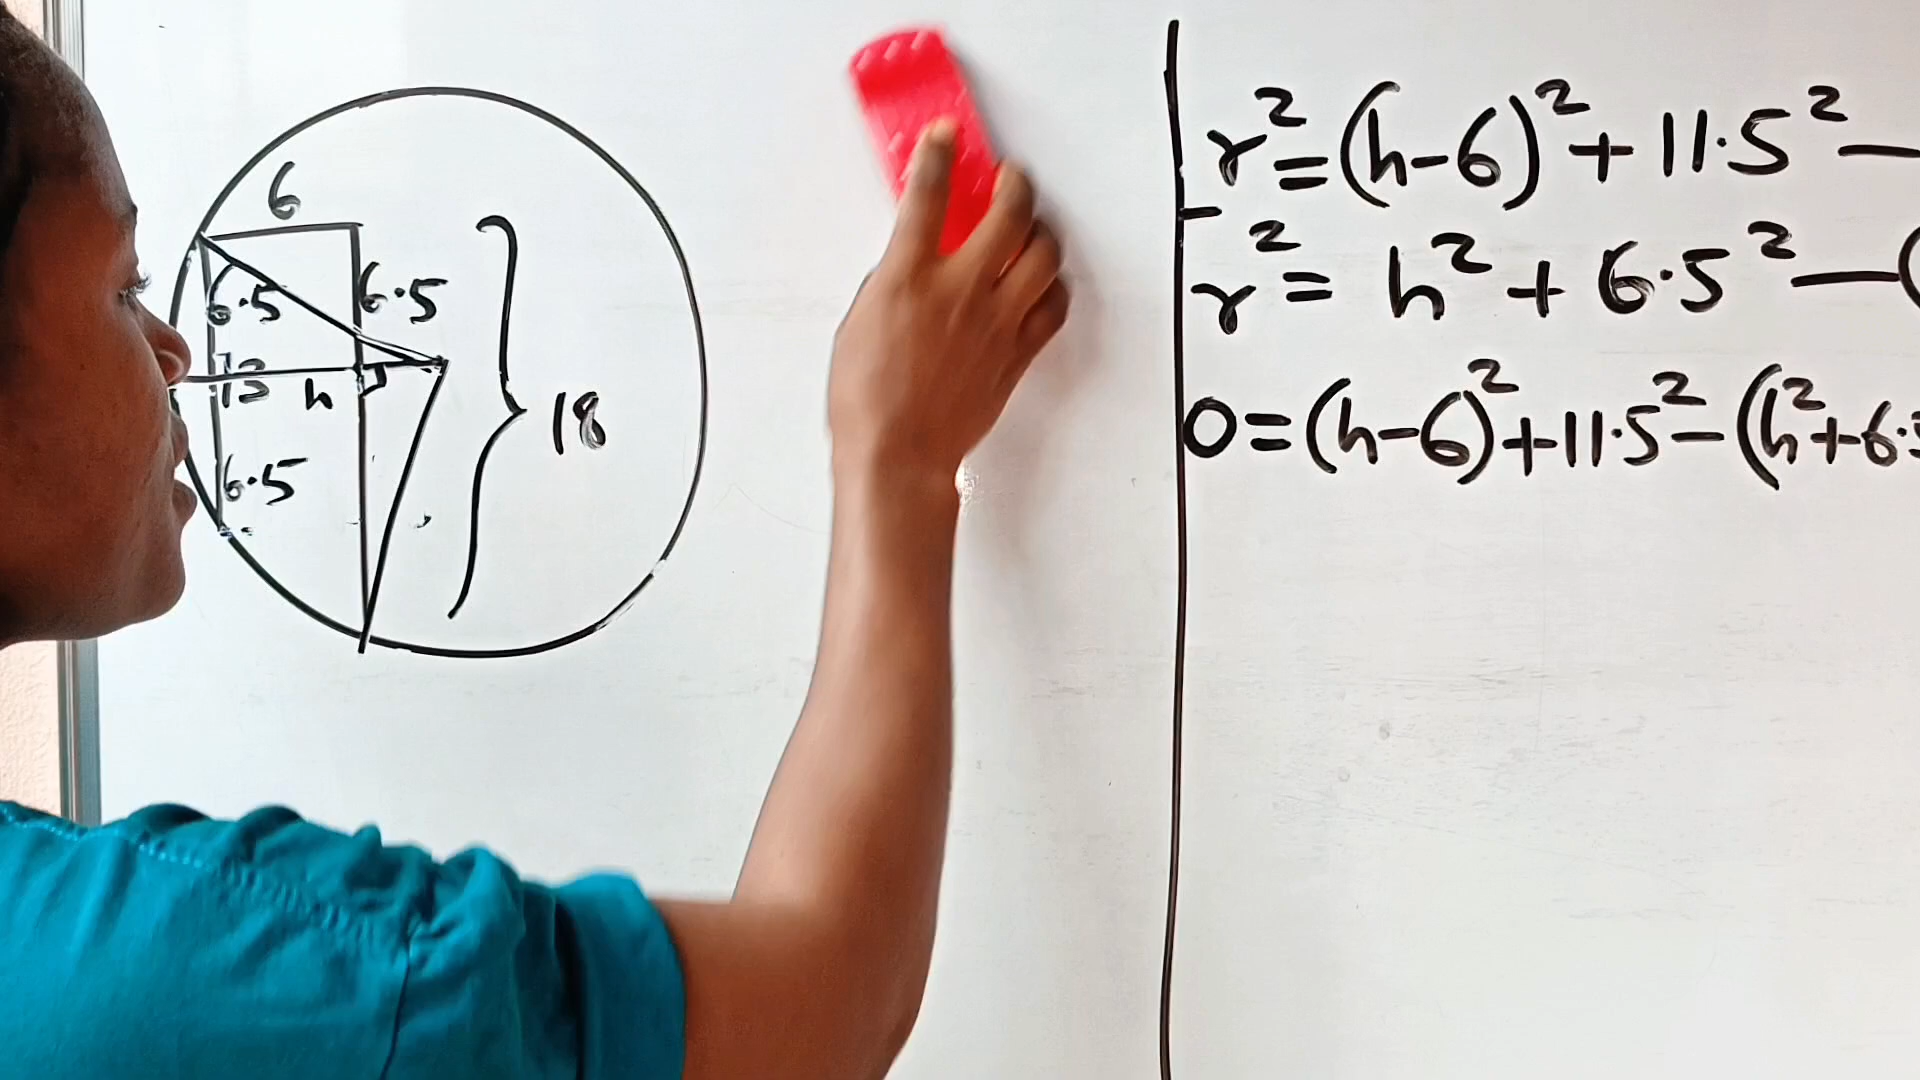 6
6.5
6.5
13
h
6.5
18
r²=(h-6)²+11.5²—
r²= h²+6.5²—(
0=(h-6)²+11.5²-(h²+6.5